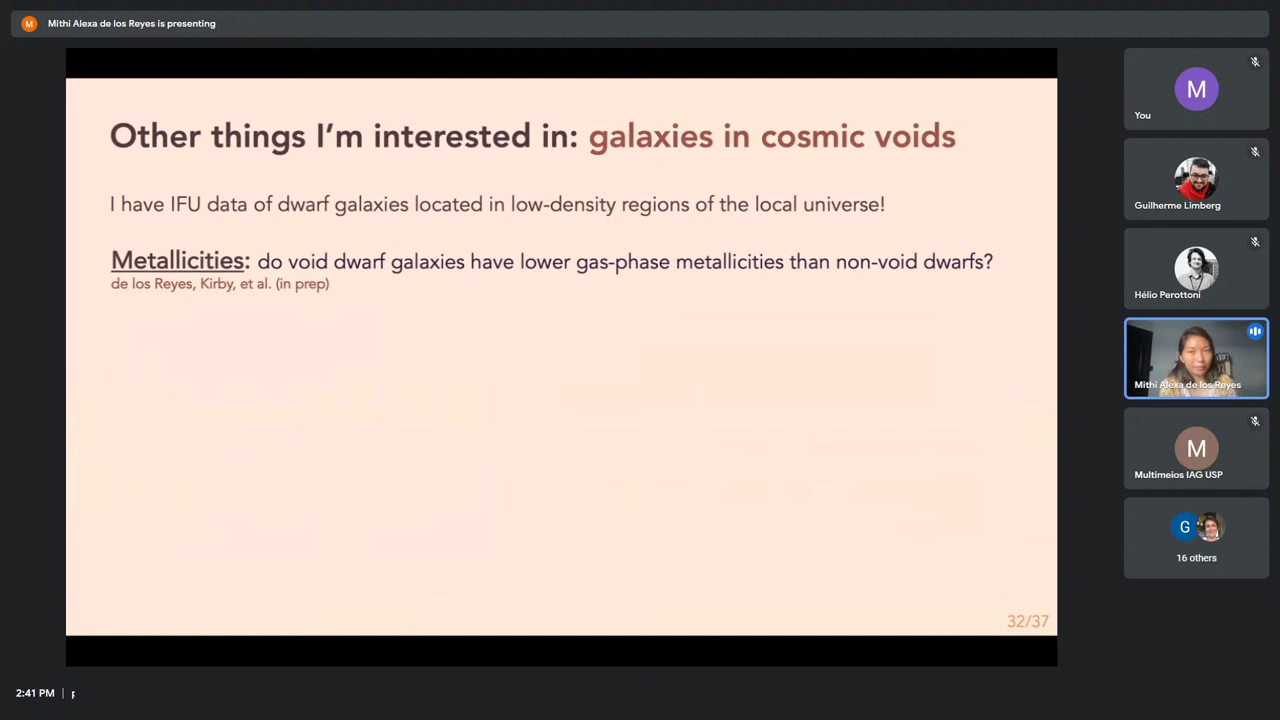 M
Mithi Alexa de los Reyes is presenting
Other things I'm interested in: galaxies in cosmic voids
I have IFU data of dwarf galaxies located in low-density regions of the local universe!
Metallicities: do void dwarf galaxies have lower gas-phase metallicities than non-void dwarfs?
de los Reyes, Kirby, et al. (in prep)
32/37
M
You
Guilherme Limberg
Hélio Perottoni
Mithi Alexa de los Reyes
M
Multimeios IAG USP
G
16 others
2:41 PM |